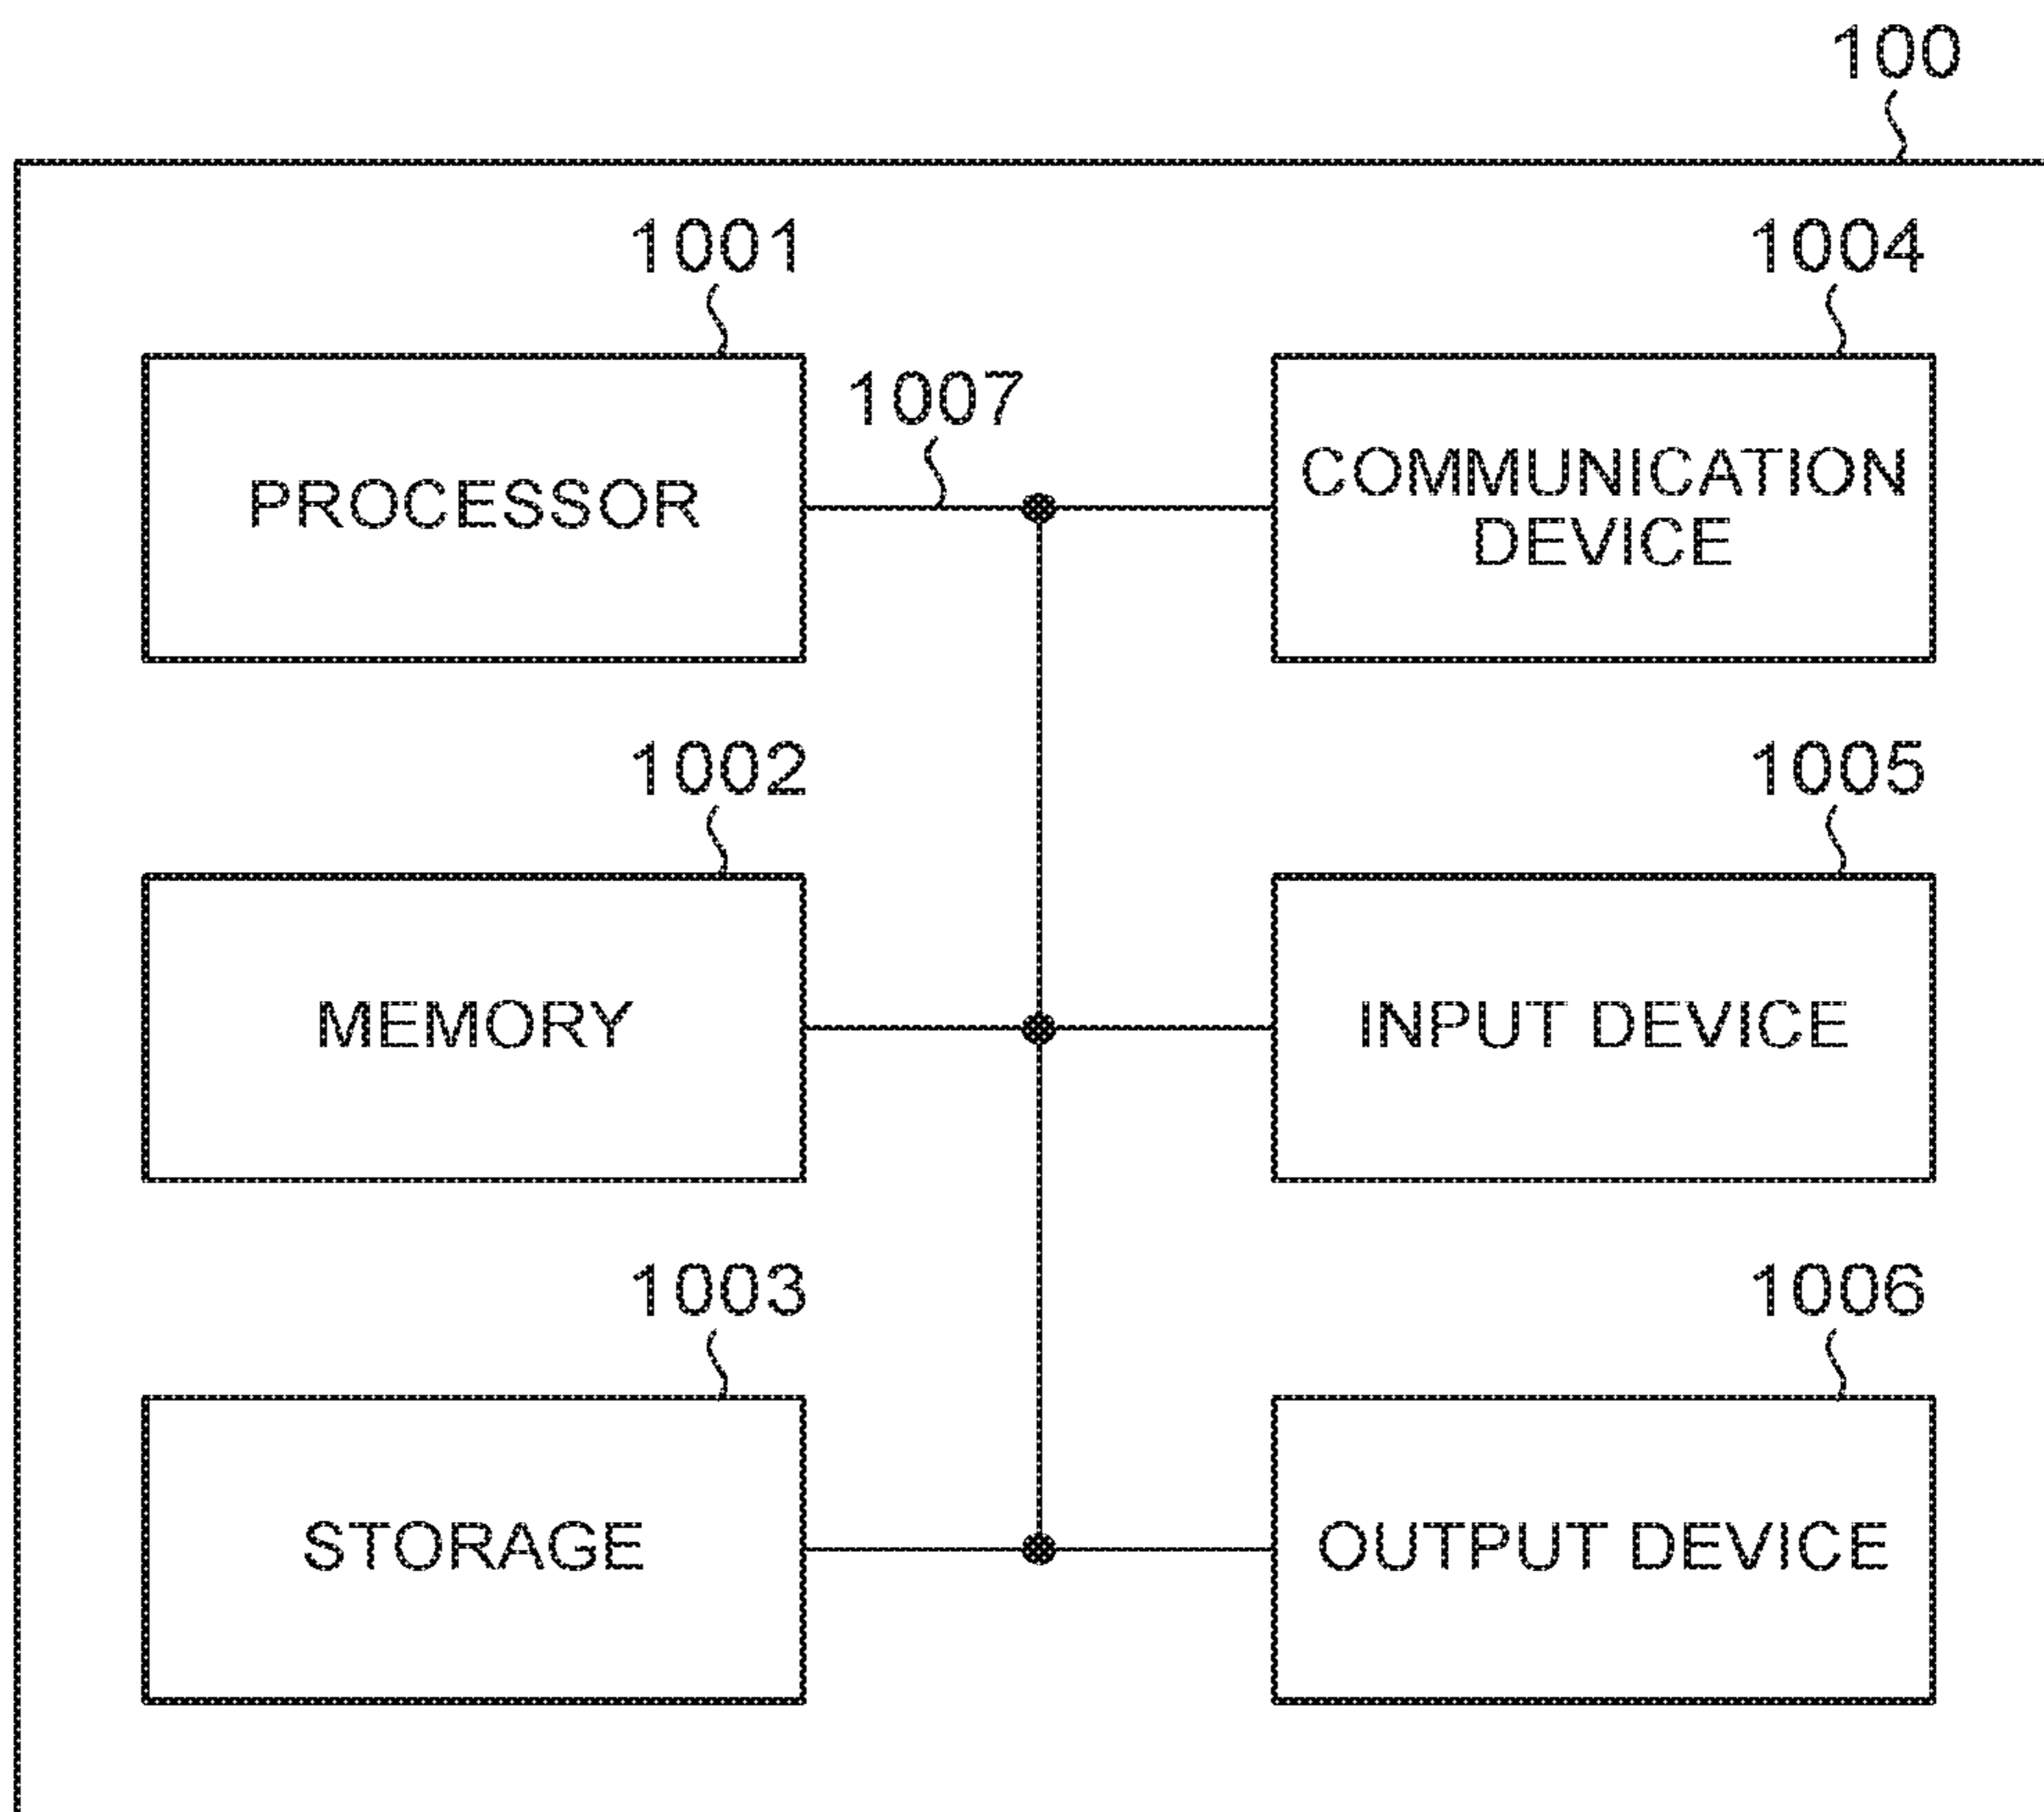 100
1001
1004
1007
PROCESSOR
COMMUNICATION
DEVICE
1002
1005
MEMORY
INPUT DEVICE
1003
1006
STORAGE
OUTPUT DEVICE